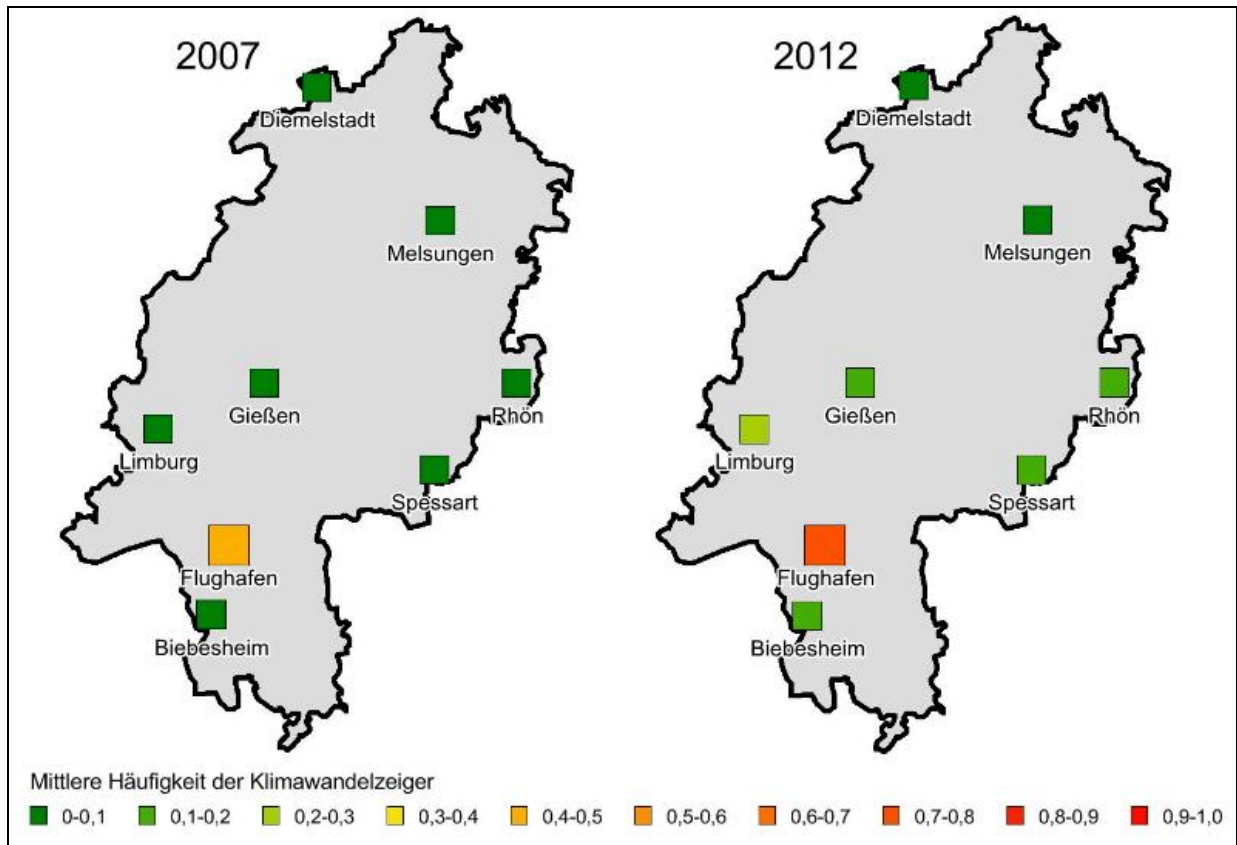 2007
Diemelstadt
Melsungen
Gießen
Rhön
Limburg
Spessart
Flughafen
Biebesheim
2012
Diemelstadt
Melsungen
Gießen
Rhön
Limburg
Spessart
Flughafen
Biebesheim
Mittlere Häufigkeit der Klimawandelzeiger
0-0,1 0,1-0,2 0,2-0,3 0,3-0,4 0,4-0,5 0,5-0,6 0,6-0,7 0,7-0,8 0,8-0,9 0,9-1,0